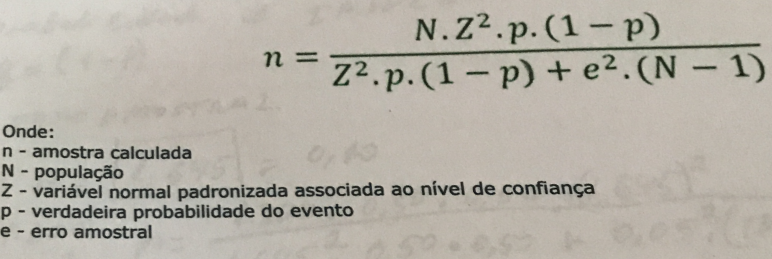 n = N.Z².p.(1 − p) / Z².p.(1 − p) + e².(N − 1)
Onde:
n - amostra calculada
N - população
Z - variável normal padronizada associada ao nível de confiança
p - verdadeira probabilidade do evento
e - erro amostral